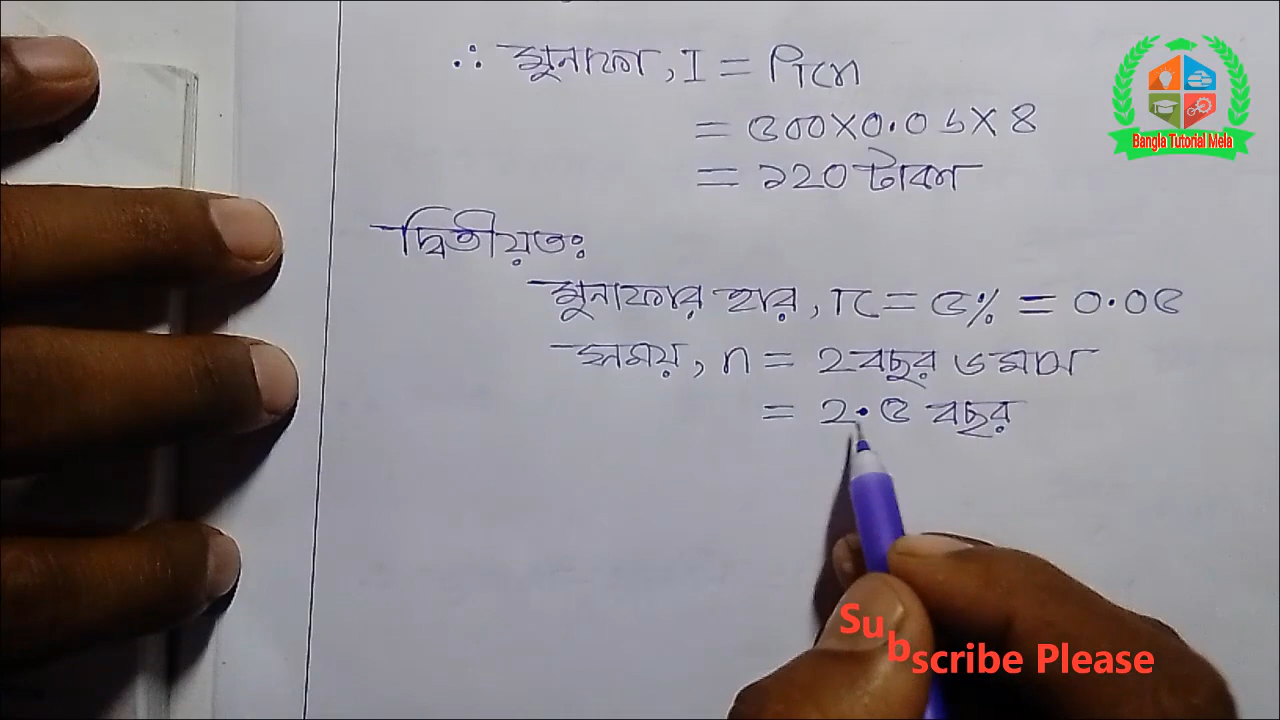 ∴ মুনাফা, I = Prn
= ৫০০×০.০৬×৪
= ১২০ টাকা
দ্বিতীয়তঃ
মুনাফার হার, r = ৫% = ০.০৫
সময়, n = ২ বছর ৬ মাস
= ২.৫ বছর
Bangla Tutorial Mela
Subscribe Please